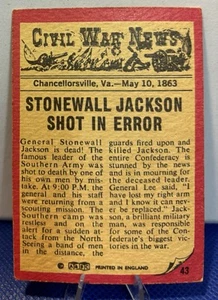 CIVIL WAR NEWS
Chancellorsville, Va.—May 10, 1863
STONEWALL JACKSON
SHOT IN ERROR
General Stonewall
Jackson is dead! The
famous leader of the
Southern Army was
shot to death by one of
his own men by mis-
take. At 9:00 P.M. the
general and his staff
were returning from a
scouting mission. The
Southern camp was
restless and on the
alert for a sudden at-
tack from the North.
Seeing a band of men
in the distance, the
guards fired upon and
killed Jackson. The
entire Confederacy is
stunned by the news
and is in mourning for
the deceased leader.
General Lee said, "I
have lost my right arm
and I know it can nev-
er be replaced." Jack-
son, a brilliant military
man, was responsible
for some of the Con-
federate's biggest vic-
tories in the war.
PRINTED IN ENGLAND
43